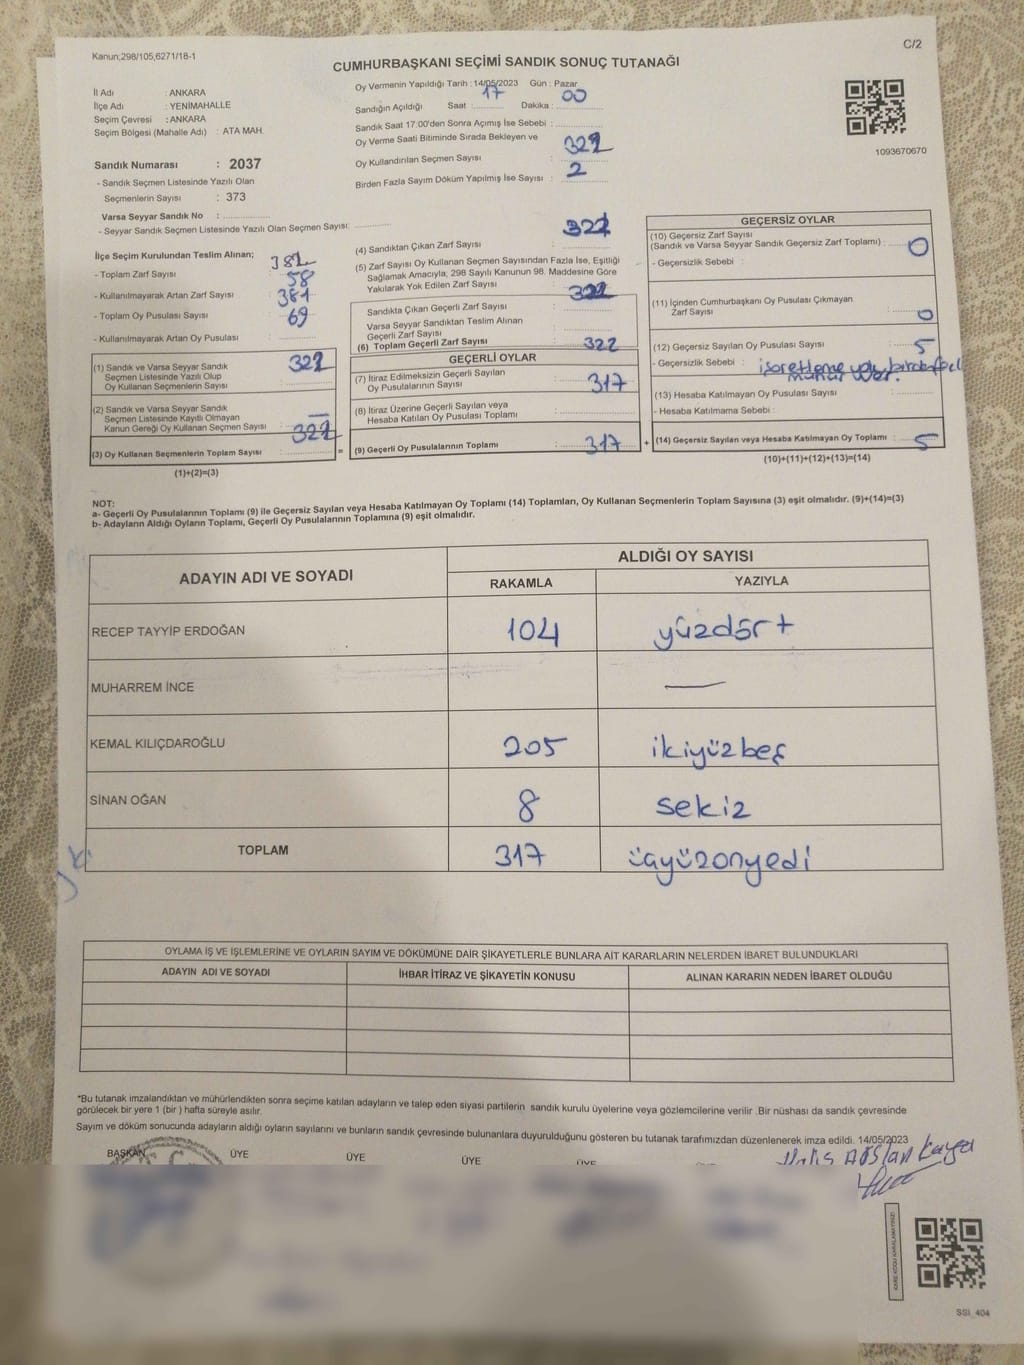 Kanun;298/105,6271/18-1
C/2
CUMHURBAŞKANI SEÇİMİ SANDIK SONUÇ TUTANAĞI
İl Adı : ANKARA
İlçe Adı : YENİMAHALLE
Seçim Çevresi : ANKARA
Seçim Bölgesi (Mahalle Adı) : ATA MAH.
Sandık Numarası : 2037
- Sandık Seçmen Listesinde Yazılı Olan
Seçmenlerin Sayısı : 373
Varsa Seyyar Sandık No :
- Seyyar Sandık Seçmen Listesinde Yazılı Olan Seçmen Sayısı:
Oy Vermenin Yapıldığı Tarih : 14/05/2023 Gün : Pazar
Sandığın Açıldığı Saat : 17 Dakika : 00
Sandık Saat 17:00'den Sonra Açılmış İse Sebebi :
Oy Verme Saati Bitiminde Sırada Bekleyen ve
Oy Kullandırılan Seçmen Sayısı : 322
Birden Fazla Sayım Döküm Yapılmış İse Sayısı : 2
1093670670
İlçe Seçim Kurulundan Teslim Alınan;
- Toplam Zarf Sayısı : 382
- Kullanılmayarak Artan Zarf Sayısı : 58
- Toplam Oy Pusulası Sayısı : 381
- Kullanılmayarak Artan Oy Pusulası : 69
(1) Sandık ve Varsa Seyyar Sandık
Seçmen Listesinde Yazılı Olup
Oy Kullanan Seçmenlerin Sayısı : 322
(2) Sandık ve Varsa Seyyar Sandık
Seçmen Listesinde Kayıtlı Olmayan
Kanun Gereği Oy Kullanan Seçmen Sayısı : —
(3) Oy Kullanan Seçmenlerin Toplam Sayısı : 322
(1)+(2)=(3)
(4) Sandıktan Çıkan Zarf Sayısı : 322
(5) Zarf Sayısı Oy Kullanan Seçmen Sayısından Fazla İse, Eşitliği
Sağlamak Amacıyla, 298 Sayılı Kanunun 98. Maddesine Göre
Yakılarak Yok Edilen Zarf Sayısı :
Sandıkta Çıkan Geçerli Zarf Sayısı : 322
Varsa Seyyar Sandıktan Teslim Alınan
Geçerli Zarf Sayısı :
(6) Toplam Geçerli Zarf Sayısı : 322
GEÇERLİ OYLAR
(7) İtiraz Edilmeksizin Geçerli Sayılan
Oy Pusulalarının Sayısı : 317
(8) İtiraz Üzerine Geçerli Sayılan veya
Hesaba Katılan Oy Pusulası Toplamı :
= (9) Geçerli Oy Pusulalarının Toplamı : 317 +
GEÇERSİZ OYLAR
(10) Geçersiz Zarf Sayısı
(Sandık ve Varsa Seyyar Sandık Geçersiz Zarf Toplamı) : 0
- Geçersizlik Sebebi :
(11) İçinden Cumhurbaşkanı Oy Pusulası Çıkmayan
Zarf Sayısı : 0
(12) Geçersiz Sayılan Oy Pusulası Sayısı : 5
- Geçersizlik Sebebi :
mühür var.
(13) Hesaba Katılmayan Oy Pusulası Sayısı :
- Hesaba Katılmama Sebebi :
(14) Geçersiz Sayılan veya Hesaba Katılmayan Oy Toplamı : 5
(10)+(11)+(12)+(13)=(14)
NOT:
a- Geçerli Oy Pusulalarının Toplamı (9) ile Geçersiz Sayılan veya Hesaba Katılmayan Oy Toplamı (14) Toplamları, Oy Kullanan Seçmenlerin Toplam Sayısına (3) eşit olmalıdır. (9)+(14)=(3)
b- Adayların Aldığı Oyların Toplamı, Geçerli Oy Pusulalarının Toplamına (9) eşit olmalıdır.
ADAYIN ADI VE SOYADI
ALDIĞI OY SAYISI
RAKAMLA YAZIYLA
RECEP TAYYİP ERDOĞAN 104 yüzdört
MUHARREM İNCE —
KEMAL KILIÇDAROĞLU 205 ikiyüzbeş
SİNAN OĞAN 8 sekiz
TOPLAM 317 üçyüzonyedi
OYLAMA İŞ VE İŞLEMLERİNE VE OYLARIN SAYIM VE DÖKÜMÜNE DAİR ŞİKAYETLERLE BUNLARA AİT KARARLARIN NELERDEN İBARET BULUNDUKLARI
ADAYIN ADI VE SOYADI İHBAR İTİRAZ VE ŞİKAYETİN KONUSU ALINAN KARARIN NEDEN İBARET OLDUĞU
*Bu tutanak imzalandıktan ve mühürlendikten sonra seçime katılan adayların ve talep eden siyasi partilerin sandık kurulu üyelerine veya gözlemcilerine verilir .Bir nüshası da sandık çevresinde
görülecek bir yere 1 (bir ) hafta süreyle asılır.
Sayım ve döküm sonucunda adayların aldığı oyların sayılarını ve bunların sandık çevresinde bulunanlara duyurulduğunu gösteren bu tutanak tarafımızdan düzenlenerek imza edildi. 14/05/2023
BAŞKAN ÜYE ÜYE ÜYE ÜYE
KARE KODU KARALAMAYINIZ!
SSI_404